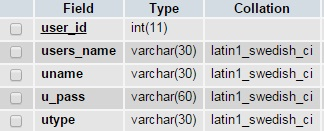 Field Type Collation
user_id int(11)
users_name varchar(30) latin1_swedish_ci
uname varchar(30) latin1_swedish_ci
u_pass varchar(60) latin1_swedish_ci
utype varchar(30) latin1_swedish_ci